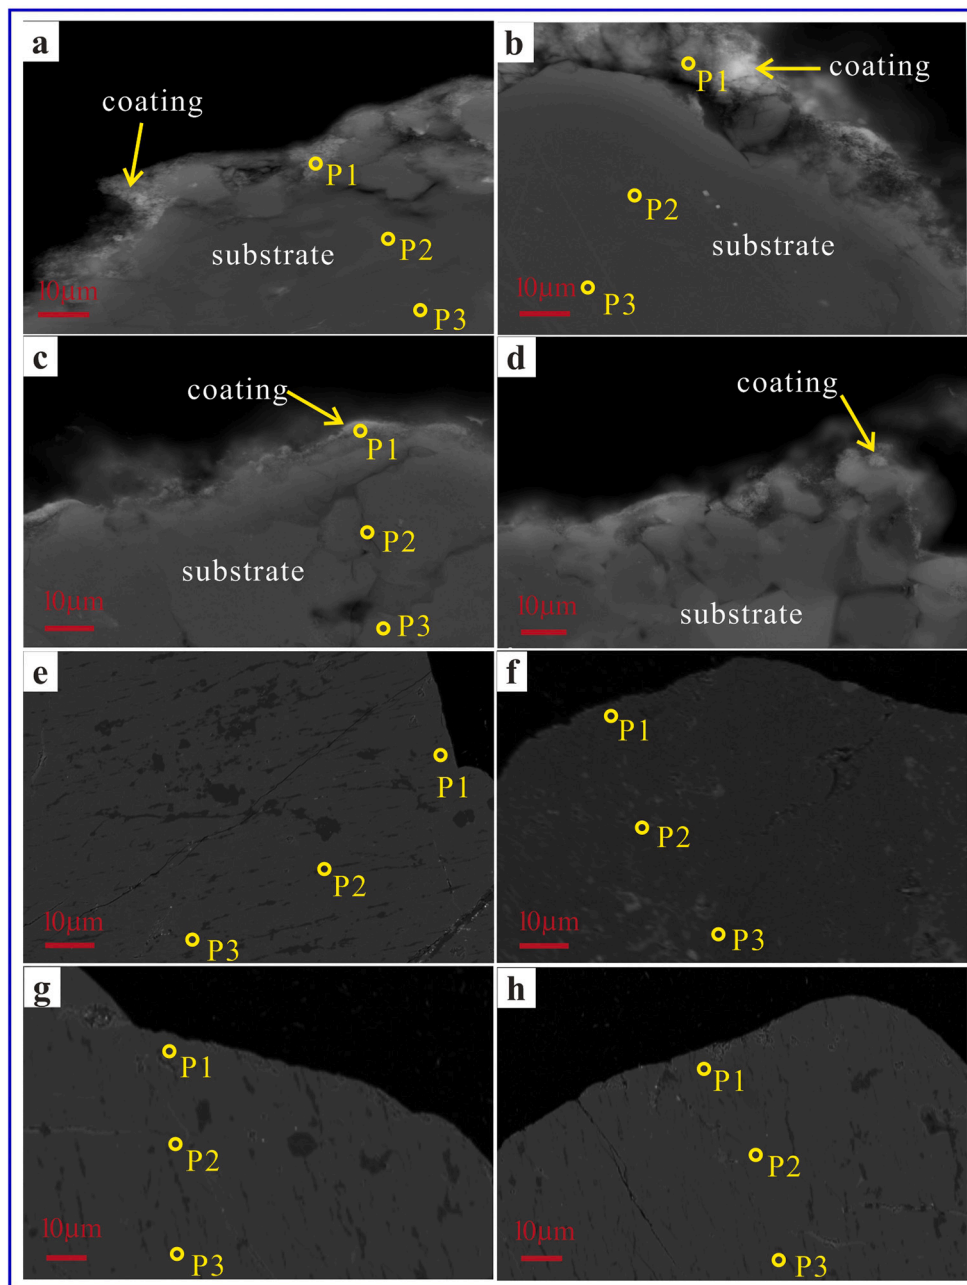 a
coating
P1
substrate
P2
P3
10μm
b
coating
P1
P2
substrate
P3
10μm
c
coating
P1
P2
substrate
P3
10μm
d
coating
substrate
10μm
e
P1
P2
P3
10μm
f
P1
P2
P3
10μm
g
P1
P2
P3
10μm
h
P1
P2
P3
10μm